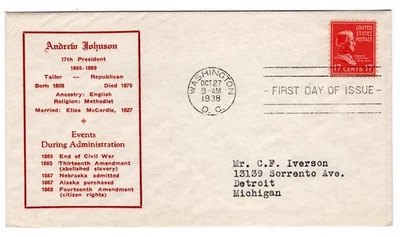 Andrew Johnson
17th President
1865-1869
Tailor — Republican
Born 1808 Died 1875
Ancestry: English
Religion: Methodist
Married: Eliza McCardle, 1827
Events
During Administration
1865 End of Civil War
1865 Thirteenth Amendment
(abolished slavery)
1867 Nebraska admitted
1867 Alaska purchased
1868 Fourteenth Amendment
(citizen rights)
WASHINGTON
OCT 27
9-AM
1938
D. C.
FIRST DAY OF ISSUE
UNITED
STATES
POSTAGE
17 CENTS 17
Mr. C.F. Iverson
13139 Sorrento Ave.
Detroit
Michigan